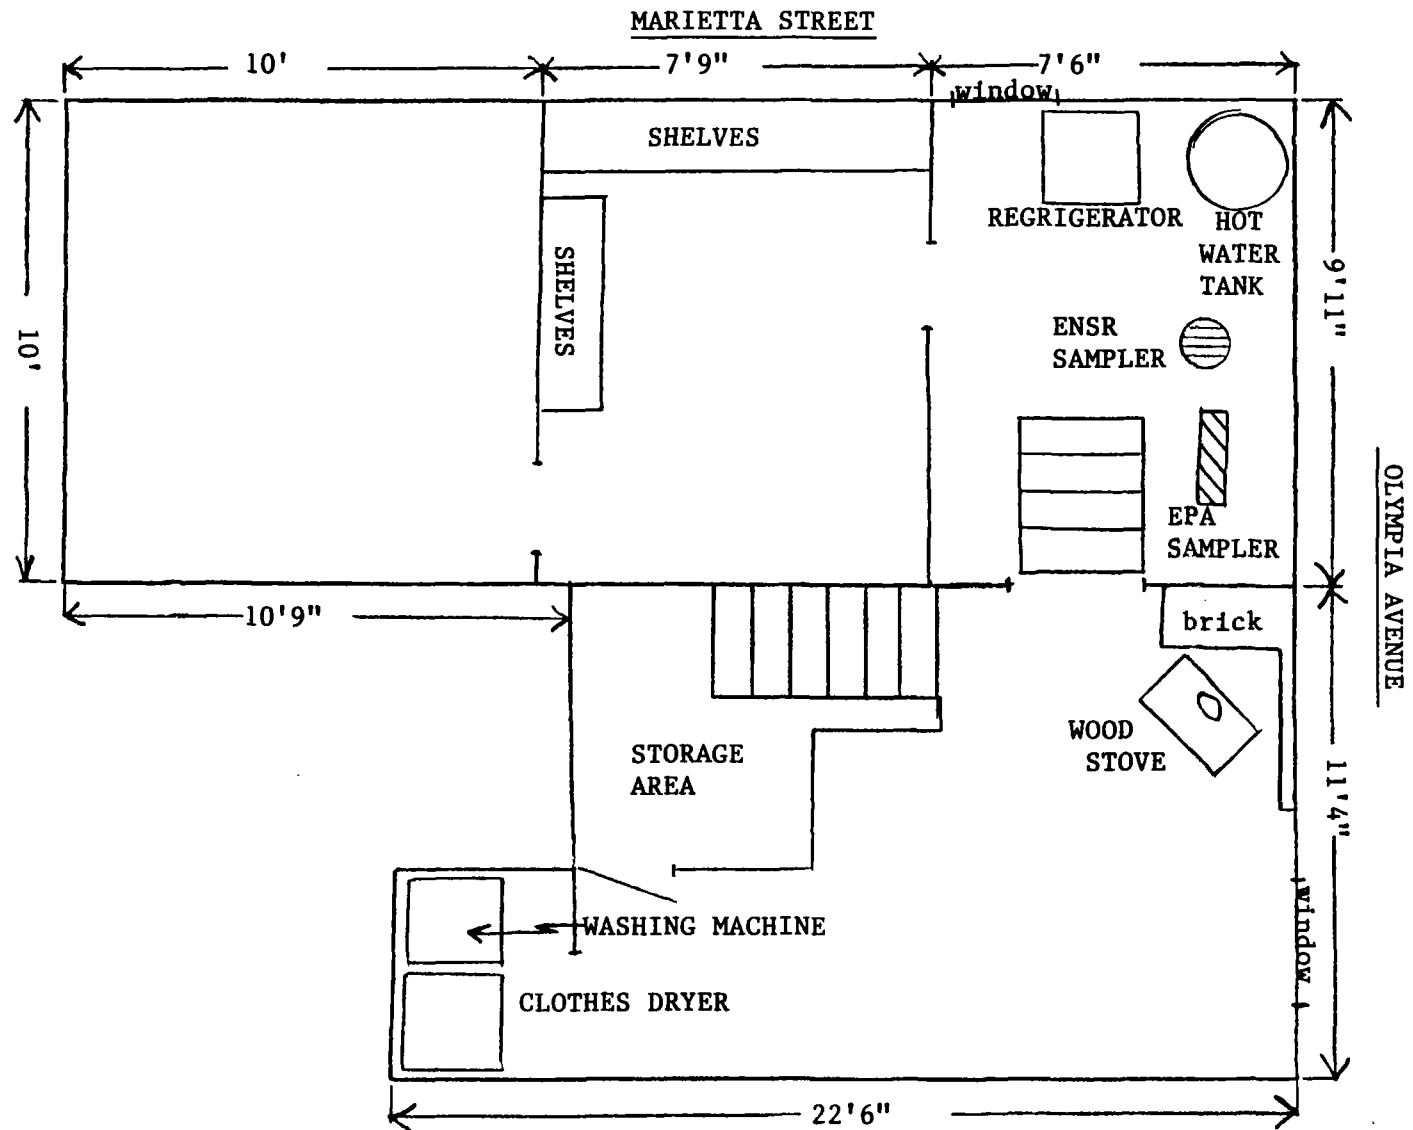 MARIETTA STREET
10'
7'9"
7'6"
window
SHELVES
REGRIGERATOR
HOT
WATER
TANK
SHELVES
9'11"
10'
ENSR
SAMPLER
EPA
SAMPLER
OLYMPIA AVENUE
10'9"
brick
WOOD
STOVE
STORAGE
AREA
11'4"
WASHING MACHINE
window
CLOTHES DRYER
22'6"